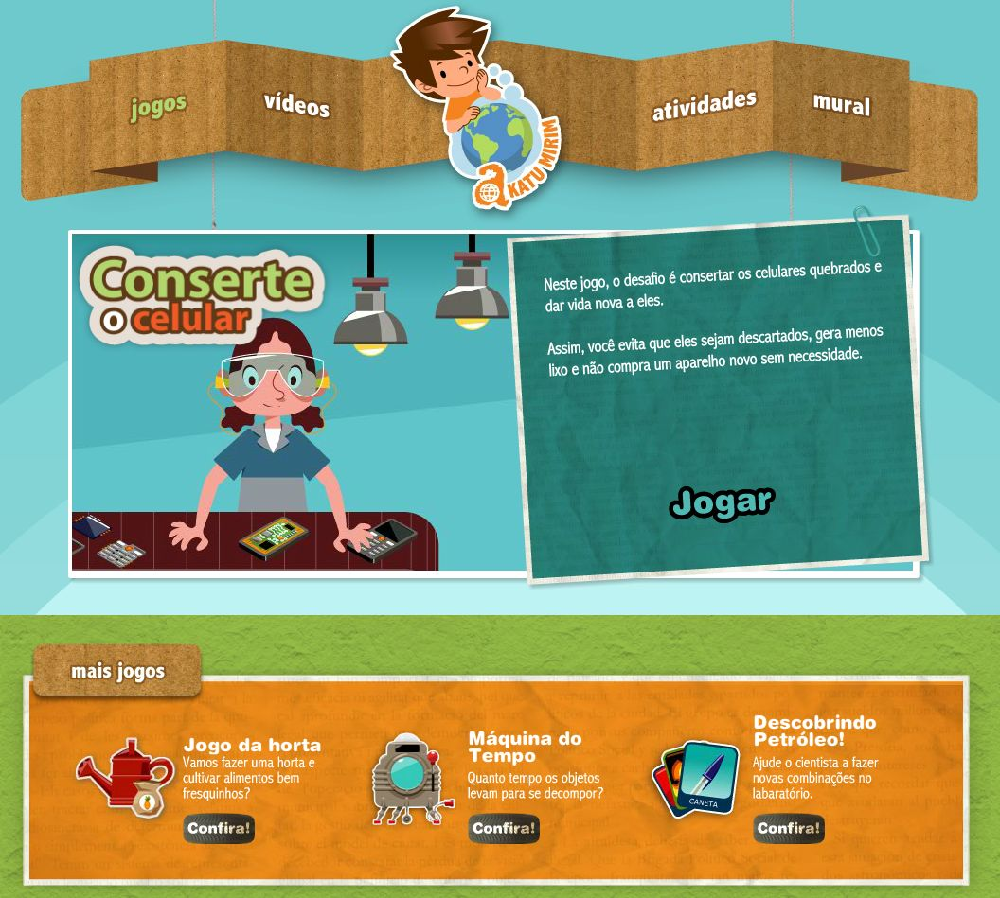 jogos
vídeos
a KATU MIRIM
atividades
mural
Conserte
o celular
Neste jogo, o desafio é consertar os celulares quebrados e
dar vida nova a eles.
Assim, você evita que eles sejam descartados, gera menos
lixo e não compra um aparelho novo sem necessidade.
Jogar
mais jogos
Jogo da horta
Vamos fazer uma horta e
cultivar alimentos bem
fresquinhos?
Confira!
Máquina do
Tempo
Quanto tempo os objetos
levam para se decompor?
Confira!
CANETA
Descobrindo
Petróleo!
Ajude o cientista a fazer
novas combinações no
labaratório.
Confira!